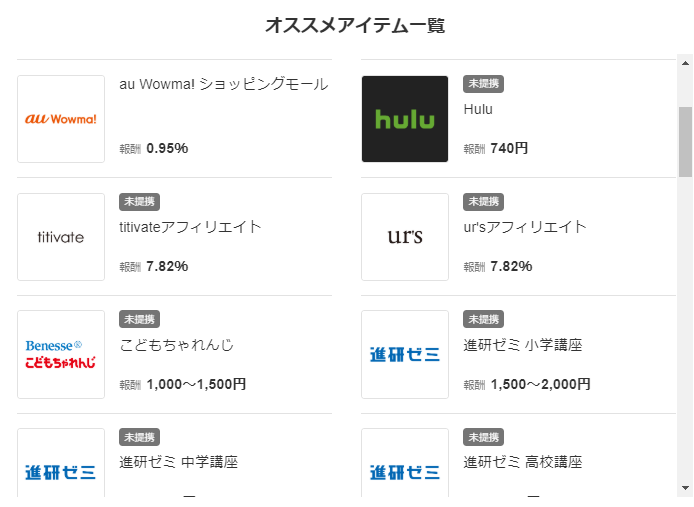 オススメアイテム一覧
au Wowma!
au Wowma! ショッピングモール
報酬 0.95%
hulu
未提携
Hulu
報酬 740円
titivate
未提携
titivateアフィリエイト
報酬 7.82%
ur's
未提携
ur'sアフィリエイト
報酬 7.82%
Benesse®
こどもちゃれんじ
未提携
こどもちゃれんじ
報酬 1,000～1,500円
進研ゼミ
未提携
進研ゼミ 小学講座
報酬 1,500～2,000円
進研ゼミ
未提携
進研ゼミ 中学講座
進研ゼミ
未提携
進研ゼミ 高校講座